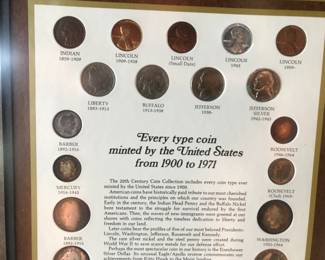 INDIAN
1859-1909
LINCOLN
1909-1958
LINCOLN
(Small Date)
LINCOLN
1943
LINCOLN
1959-
LIBERTY
1883-1912
BUFFALO
1913-1938
JEFFERSON
1938-
JEFFERSON
SILVER
1942-1945
BARBER
1892-1916
ROOSEVELT
1946-1964
MERCURY
1916-1945
ROOSEVELT
(Clad) 1965-
BARBER
1892-1916
WASHINGTON
1932-1964
Every type coin
minted by the United States
from 1900 to 1971
The 20th Century Coin Collection includes every coin type ever
minted by the United States since 1900.
American coins have historically paid tribute to our most cherished
institutions and the principles on which our country was founded.
Early in the century, the Indian Head Penny and the Buffalo Nickel
bore testament to the struggle for survival endured by the first
Americans. Then, the waves of new immigrants were greeted at our
shores with coins reflecting the timeless dedication to liberty and
freedom in our land.
Later coins bear the profiles of five of our most beloved Presidents-
Lincoln, Washington, Jefferson, Roosevelt and Kennedy.
The rare silver nickel and the steel penny were created during
World War II to save scarce metals for our defense effort.
Perhaps the most spectacular coin in our history is the Eisenhower
Silver Dollar. Its unusual Eagle/Apollo reverse commemorates our